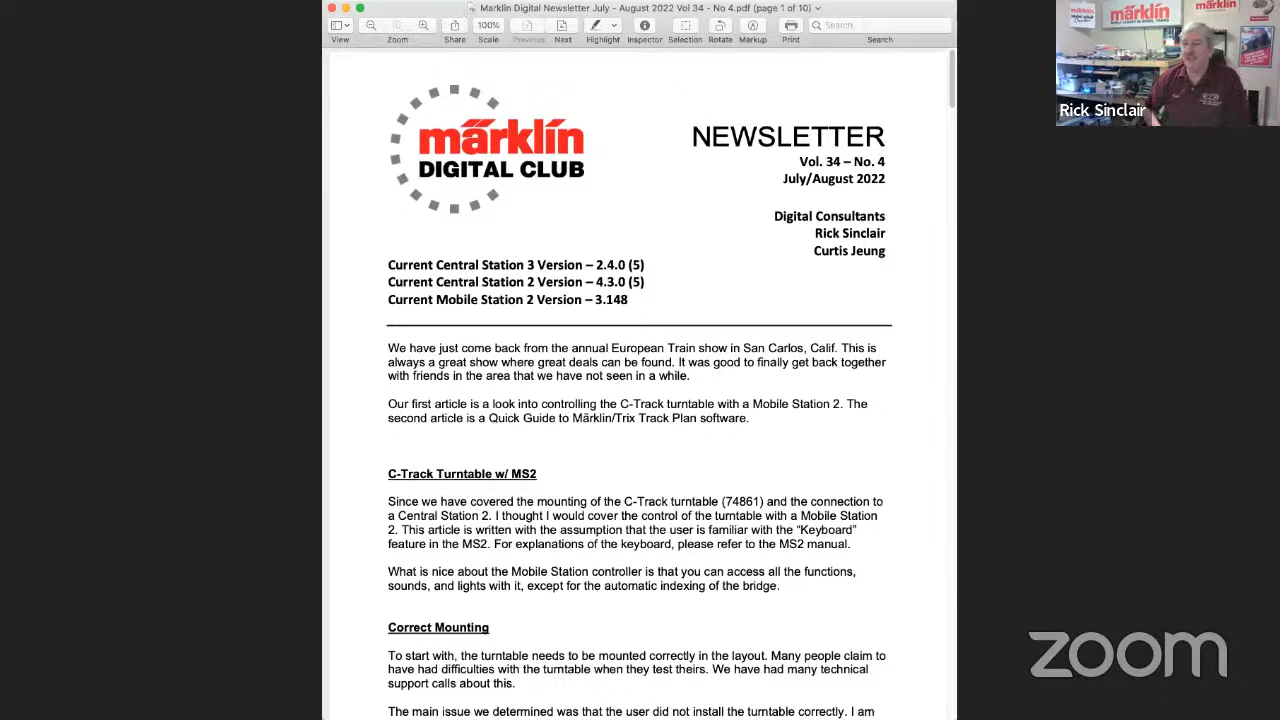 Marklin Digital Newsletter July - August 2022 Vol 34 - No 4.pdf (page 1 of 10)
100%
Search
View
Zoom
Share
Scale
Previous
Next
Highlight
Inspector
Selection
Rotate
Markup
Print
Search
märklin
DIGITAL CLUB
NEWSLETTER
Vol. 34 – No. 4
July/August 2022
Digital Consultants
Rick Sinclair
Curtis Jeung
Current Central Station 3 Version – 2.4.0 (5)
Current Central Station 2 Version – 4.3.0 (5)
Current Mobile Station 2 Version – 3.148
We have just come back from the annual European Train show in San Carlos, Calif. This is
always a great show where great deals can be found. It was good to finally get back together
with friends in the area that we have not seen in a while.
Our first article is a look into controlling the C-Track turntable with a Mobile Station 2. The
second article is a Quick Guide to Märklin/Trix Track Plan software.
C-Track Turntable w/ MS2
Since we have covered the mounting of the C-Track turntable (74861) and the connection to
a Central Station 2. I thought I would cover the control of the turntable with a Mobile Station
2. This article is written with the assumption that the user is familiar with the “Keyboard”
feature in the MS2. For explanations of the keyboard, please refer to the MS2 manual.
What is nice about the Mobile Station controller is that you can access all the functions,
sounds, and lights with it, except for the automatic indexing of the bridge.
Correct Mounting
To start with, the turntable needs to be mounted correctly in the layout. Many people claim to
have had difficulties with the turntable when they test theirs. We have had many technical
support calls about this.
The main issue we determined was that the user did not install the turntable correctly. I am
märklin
märklin
Rick Sinclair
zoom